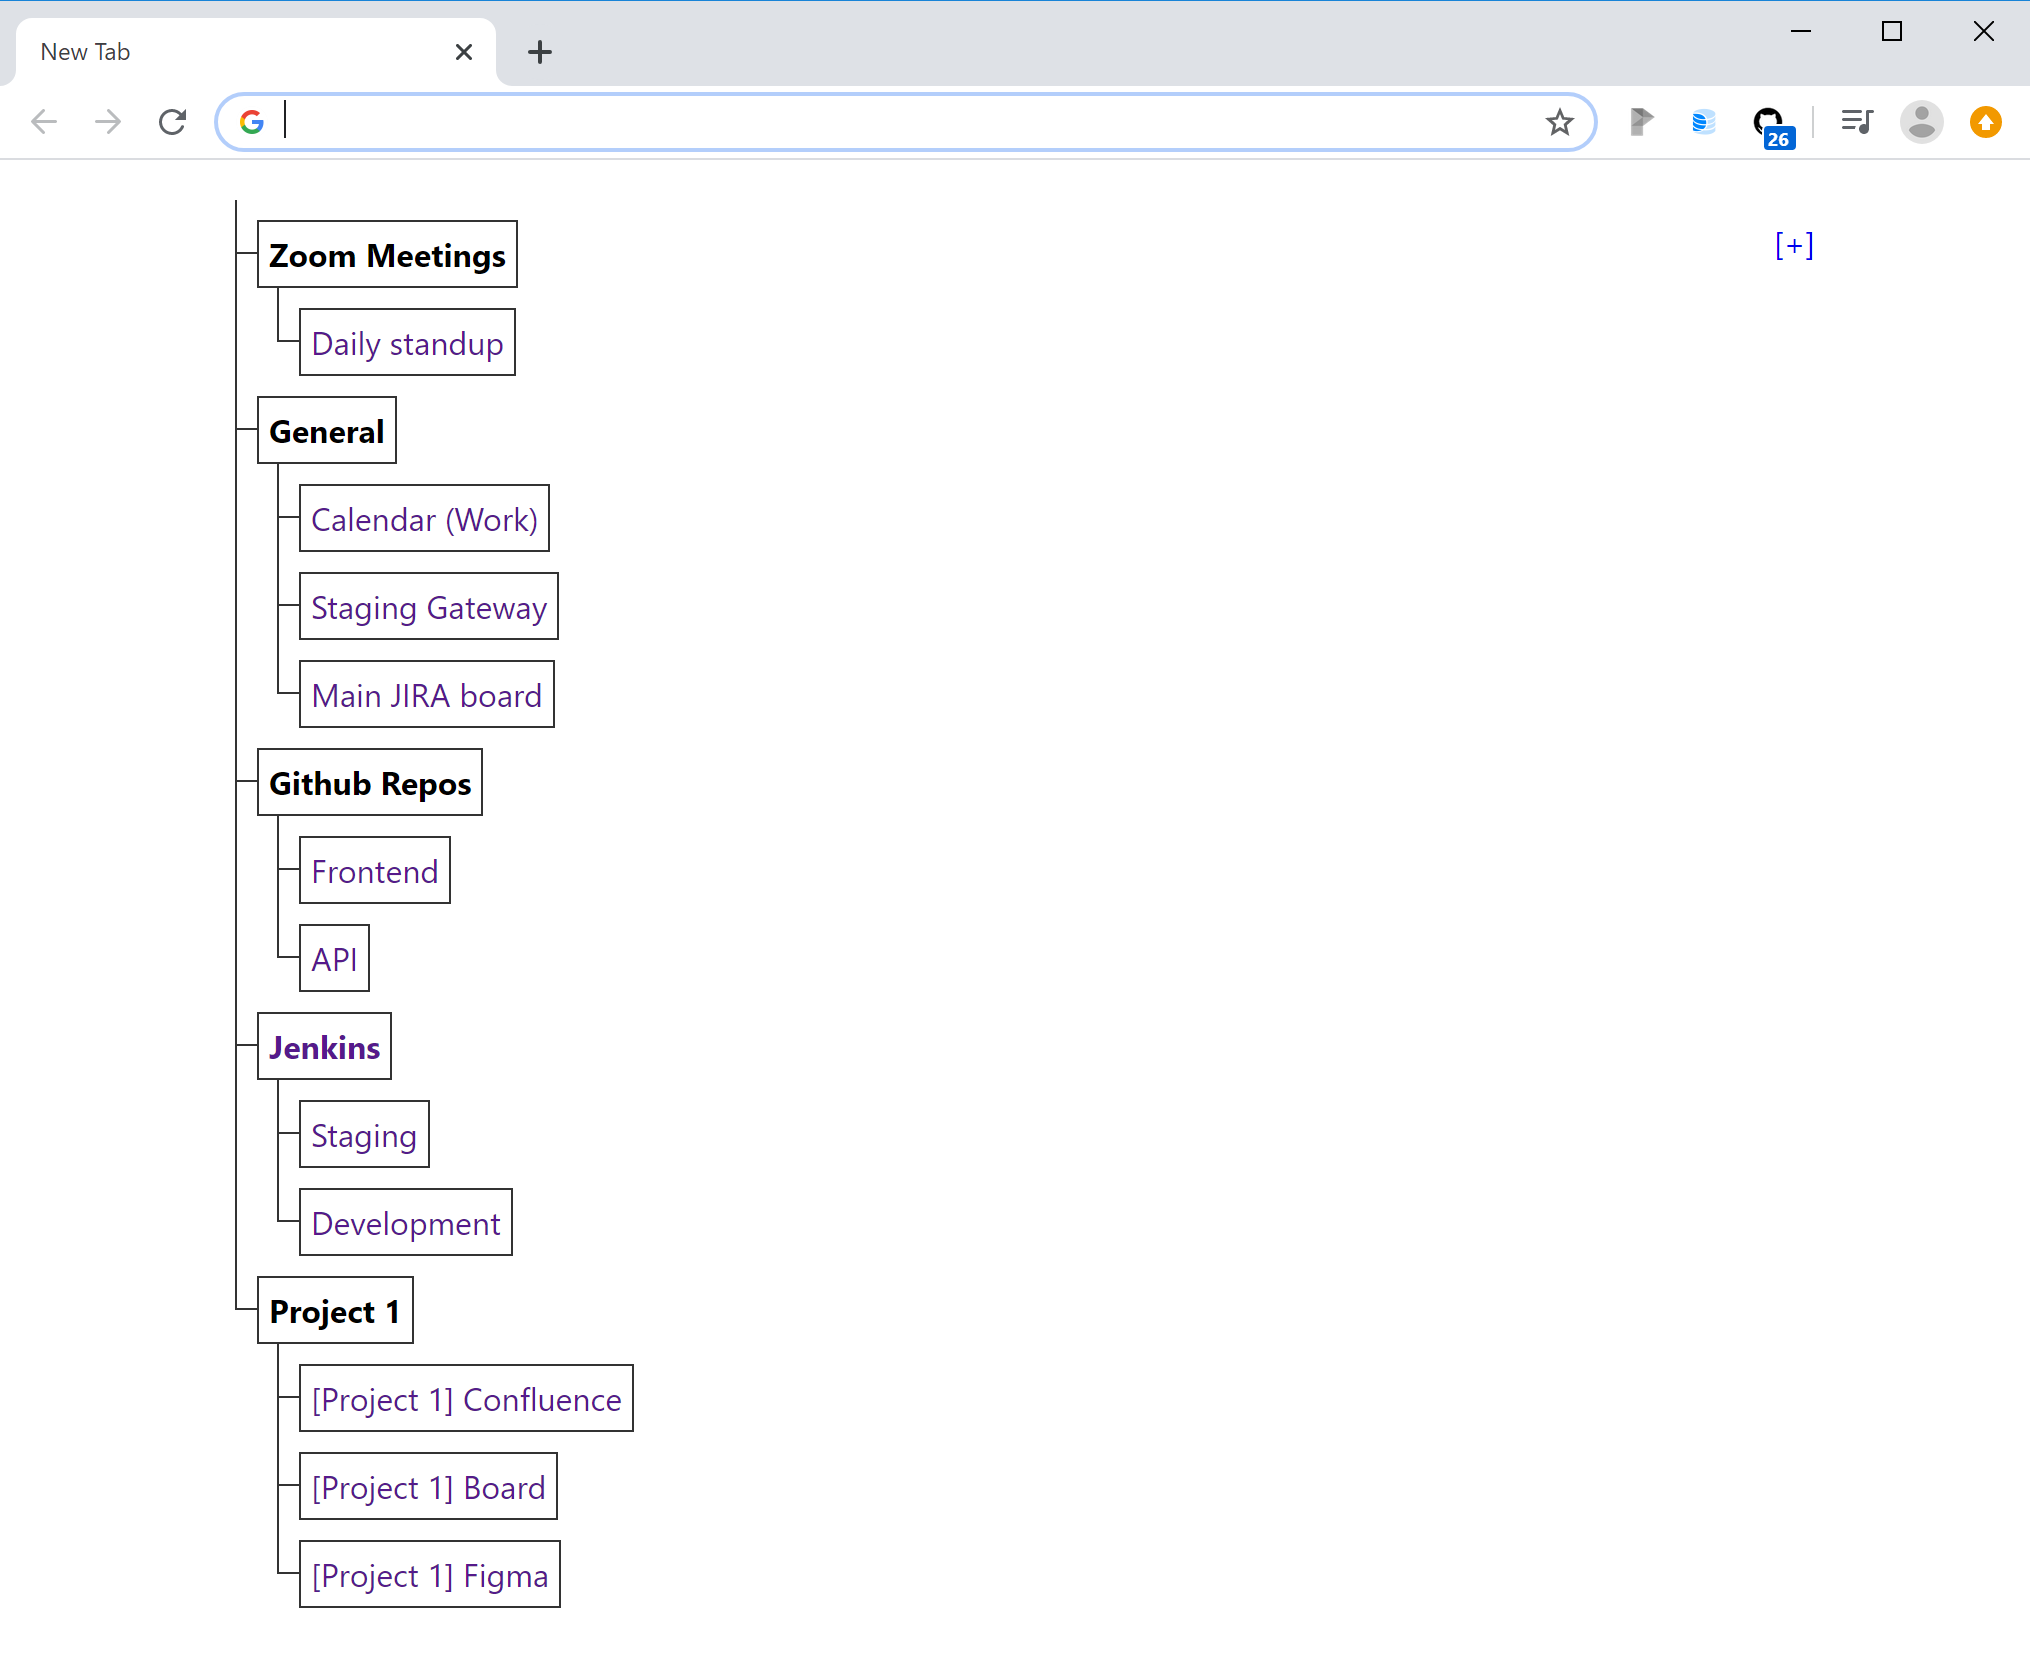 New Tab
26
Zoom Meetings
[+]
Daily standup
General
Calendar (Work)
Staging Gateway
Main JIRA board
Github Repos
Frontend
API
Jenkins
Staging
Development
Project 1
[Project 1] Confluence
[Project 1] Board
[Project 1] Figma